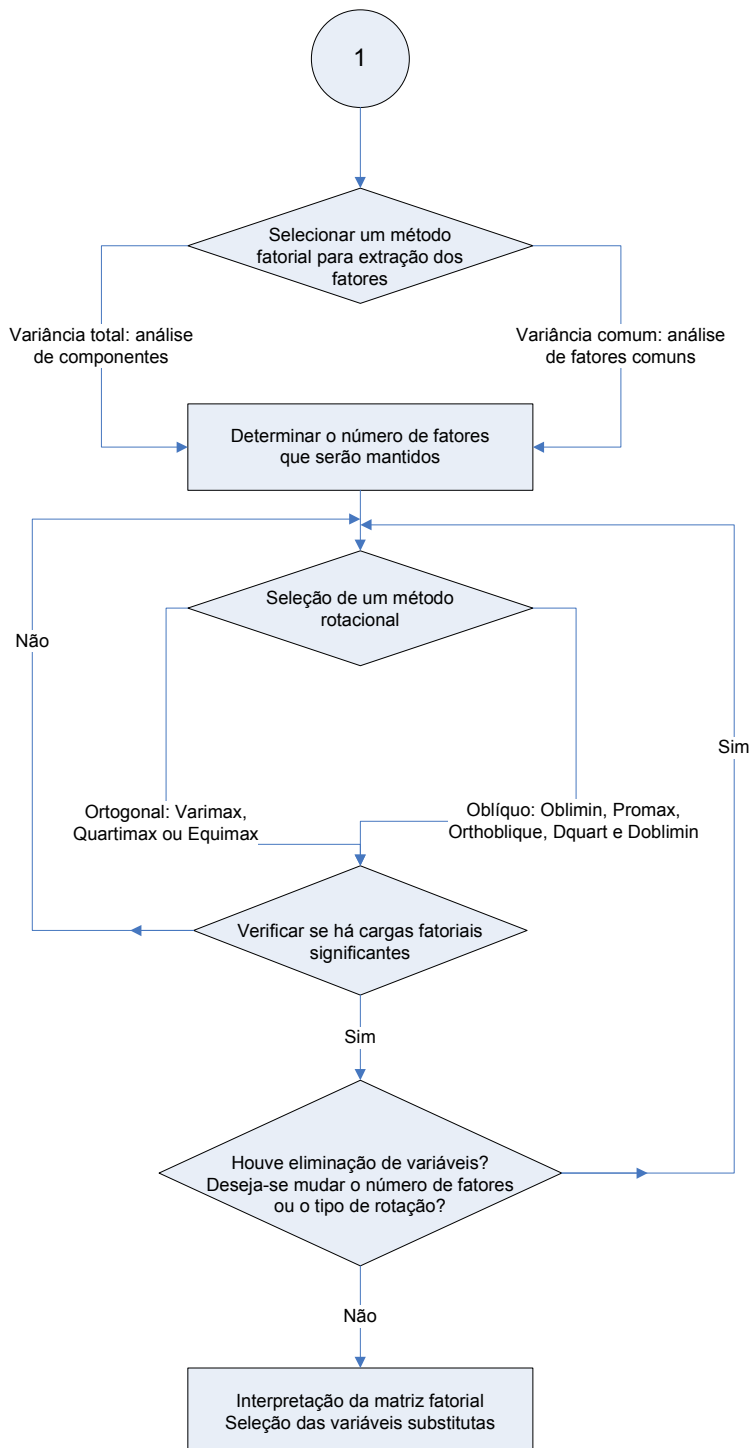 1
Selecionar um método
fatorial para extração dos
fatores
Variância total: análise
de componentes
Variância comum: análise
de fatores comuns
Determinar o número de fatores
que serão mantidos
Seleção de um método
rotacional
Não
Sim
Ortogonal: Varimax,
Quartimax ou Equimax
Oblíquo: Oblimin, Promax,
Orthoblique, Dquart e Doblimin
Verificar se há cargas fatoriais
significantes
Sim
Houve eliminação de variáveis?
Deseja-se mudar o número de fatores
ou o tipo de rotação?
Não
Interpretação da matriz fatorial
Seleção das variáveis substitutas